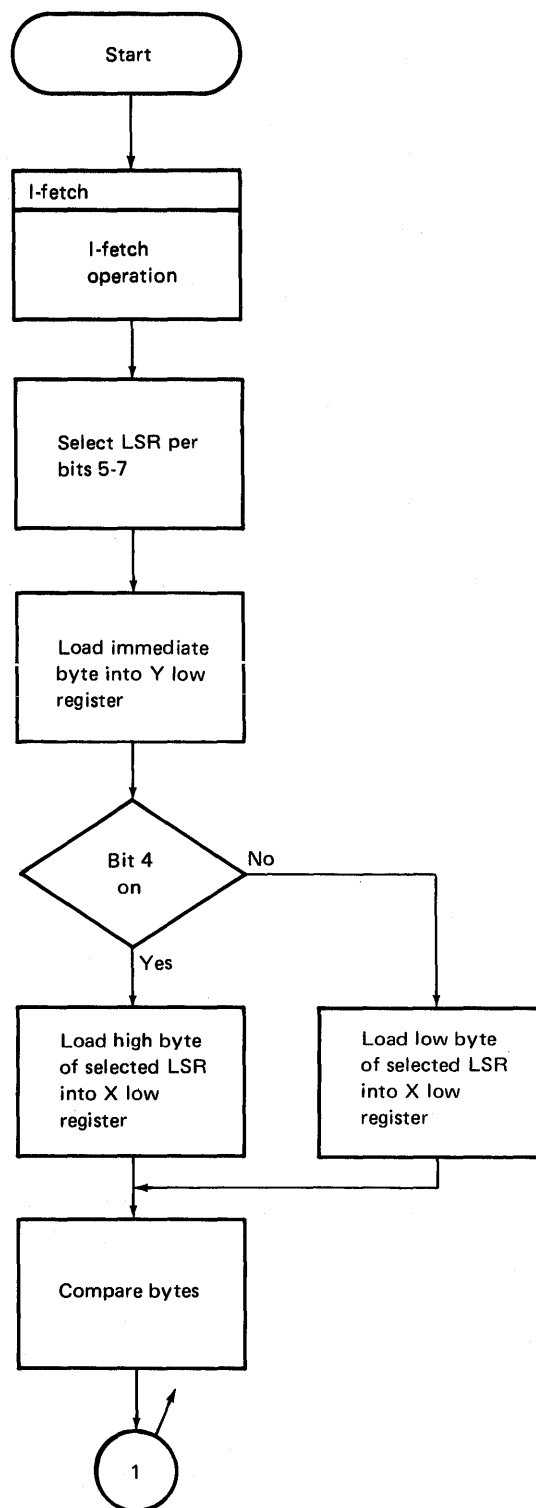 Start
I-fetch
I-fetch
operation
Select LSR per
bits 5-7
Load immediate
byte into Y low
register
Bit 4
on
No
Yes
Load high byte
of selected LSR
into X low
register
Load low byte
of selected LSR
into X low
register
Compare bytes
1